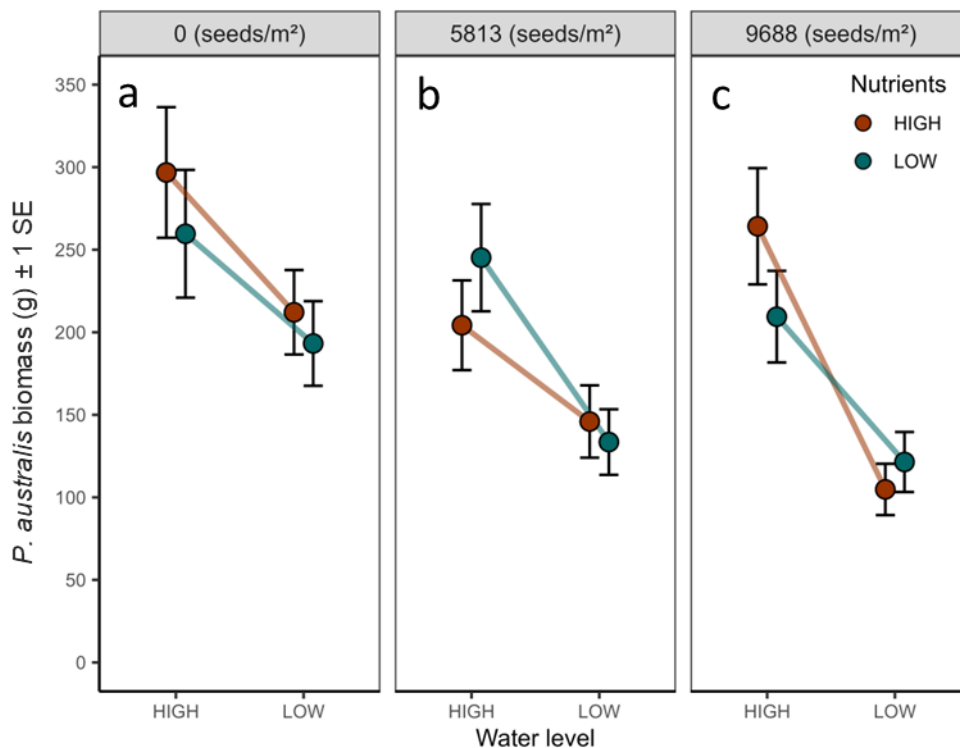 0 (seeds/m²)
5813 (seeds/m²)
9688 (seeds/m²)
a
b
c
Nutrients
HIGH
LOW
P. australis biomass (g) ± 1 SE
350
300
250
200
150
100
50
0
HIGH
LOW
HIGH
LOW
HIGH
LOW
Water level